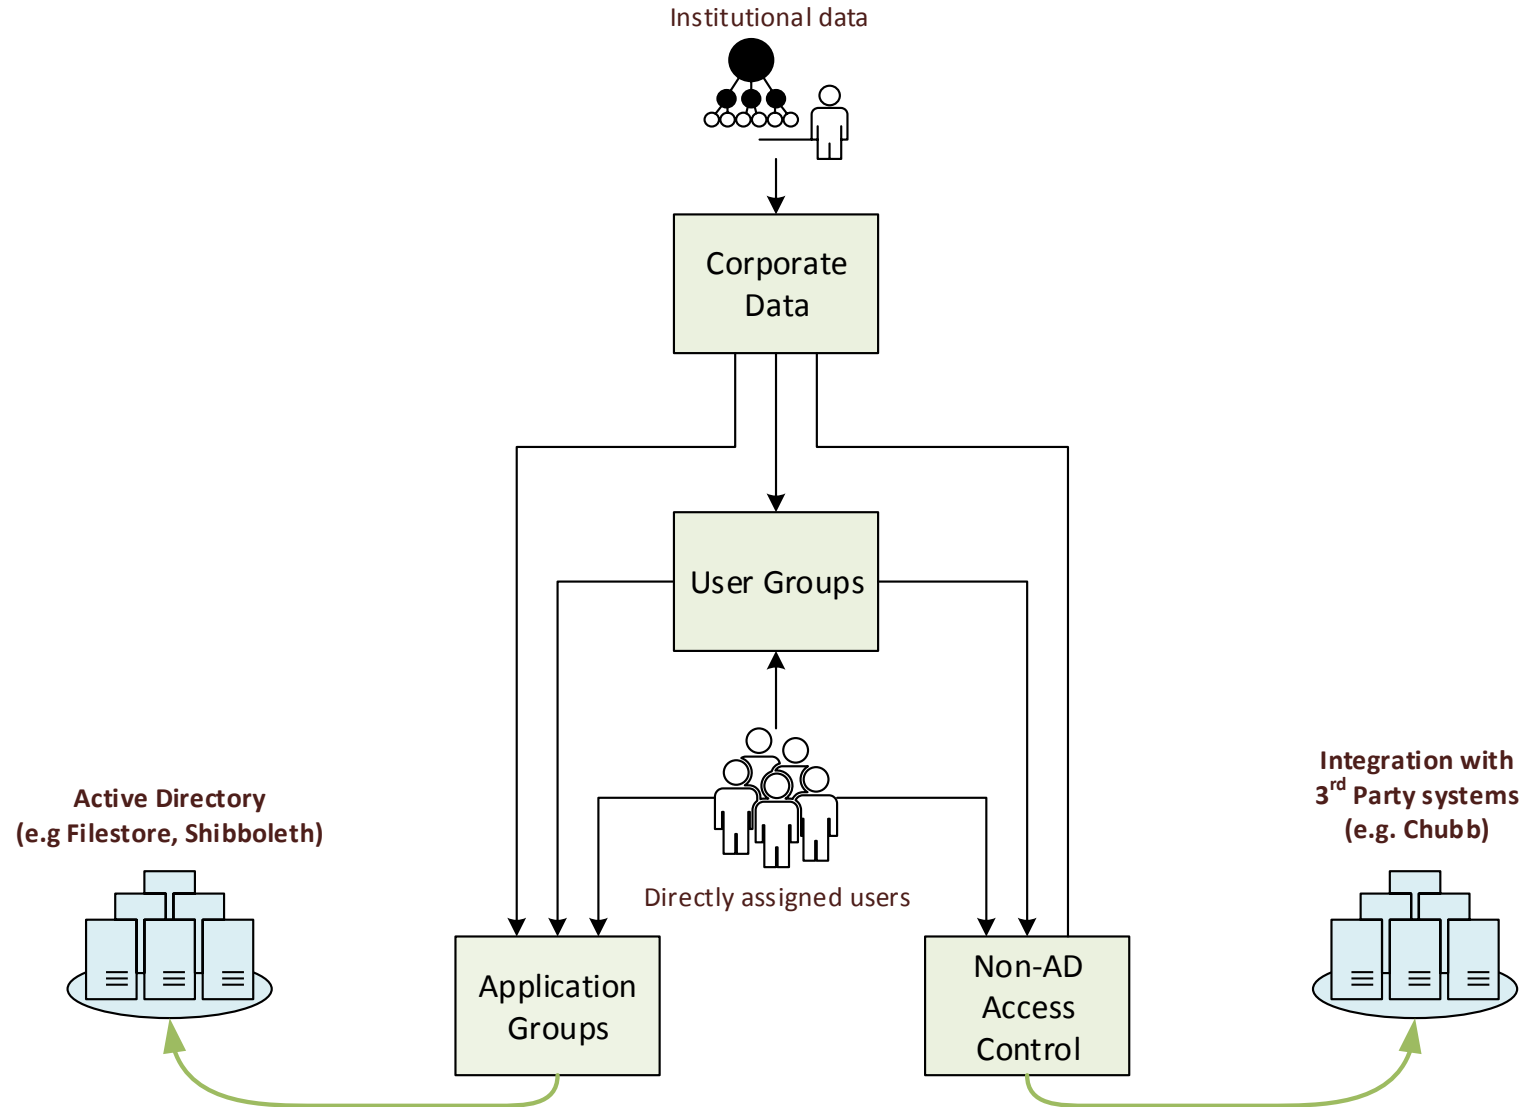 Institutional data
Corporate
Data
User Groups
Directly assigned users
Active Directory
(e.g Filestore, Shibboleth)
Integration with
3rd Party systems
(e.g. Chubb)
Application
Groups
Non-AD
Access
Control